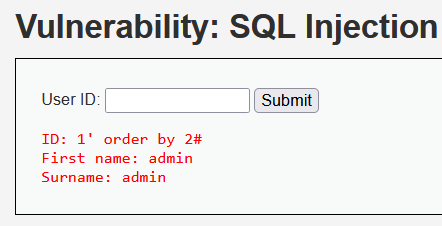 Vulnerability: SQL Injection
User ID: Submit
ID: 1' order by 2#
First name: admin
Surname: admin